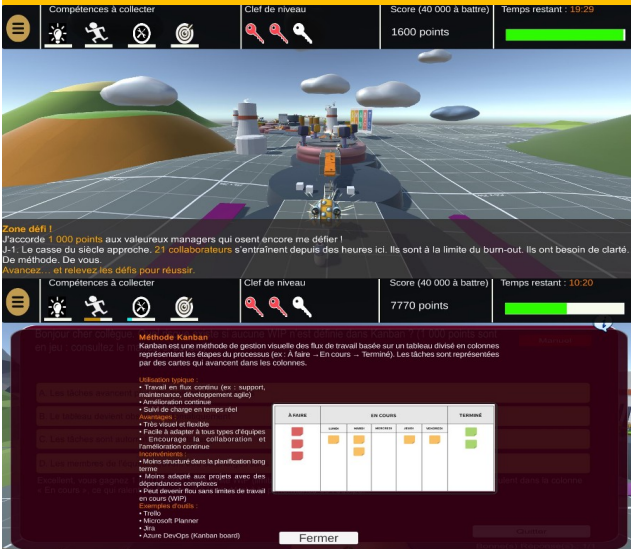 Compétences à collecter
Clef de niveau
Score (40 000 à battre)
Temps restant : 19:29
1600 points
Zone défi !
J'accorde 1 000 points aux valeureux managers qui osent encore me défier !
J-1. Le casse du siècle approche. 21 collaborateurs s'entraînent depuis des heures ici. Ils sont à la limite du burn-out. Ils ont besoin de clarté.
De méthode. De vous.
Avancez… et relevez les défis pour réussir.
Compétences à collecter
Clef de niveau
Score (40 000 à battre)
Temps restant : 10:20
7770 points
Méthode Kanban
Kanban est une méthode de gestion visuelle des flux de travail basée sur un tableau divisé en colonnes
représentant les étapes du processus (ex : À faire → En cours → Terminé). Les tâches sont représentées
par des cartes qui avancent dans les colonnes.
Utilisation typique :
• Travail en flux continu (ex : support,
maintenance, développement agile)
• Amélioration continue
• Suivi de charge en temps réel
Avantages :
• Très visuel et flexible
• Facile à adapter à tous types d'équipes
• Encourage la collaboration et
l'amélioration continue
Inconvénients :
• Moins structuré dans la planification long
terme
• Moins adapté aux projets avec des
dépendances complexes
• Peut devenir flou sans limites de travail
en cours (WIP)
Exemples d'outils :
• Trello
• Microsoft Planner
• Jira
• Azure DevOps (Kanban board)
À FAIRE
EN COURS
TERMINÉ
LUNDI
MARDI
MERCREDI
JEUDI
VENDREDI
Fermer